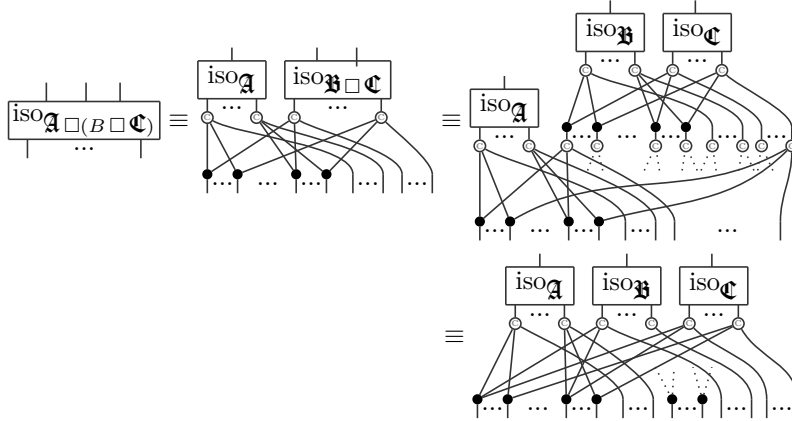 iso𝕬 □ (B □ ℭ) ≡ iso𝕬 iso𝕭 □ ℭ ≡ iso𝕬 iso𝕭 isoℭ
≡ iso𝕬 iso𝕭 isoℭ